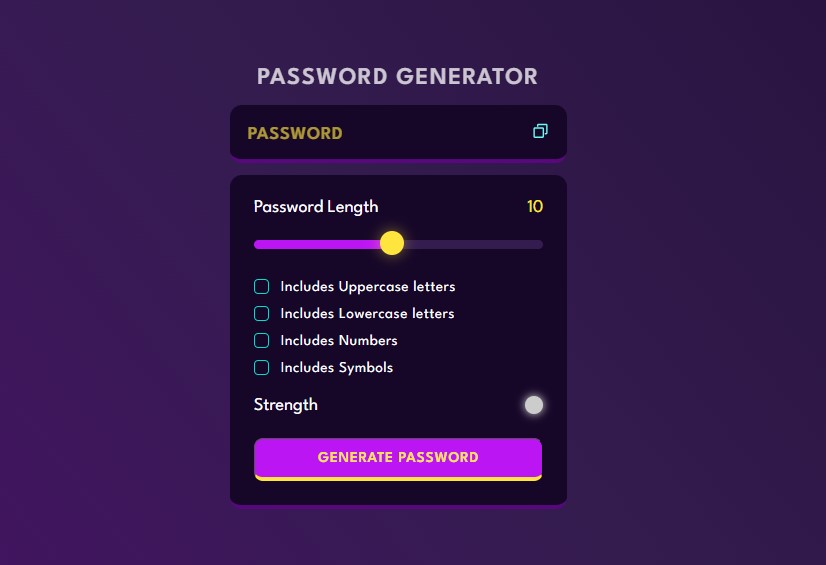 PASSWORD GENERATOR
PASSWORD
Password Length 10
Includes Uppercase letters
Includes Lowercase letters
Includes Numbers
Includes Symbols
Strength
GENERATE PASSWORD